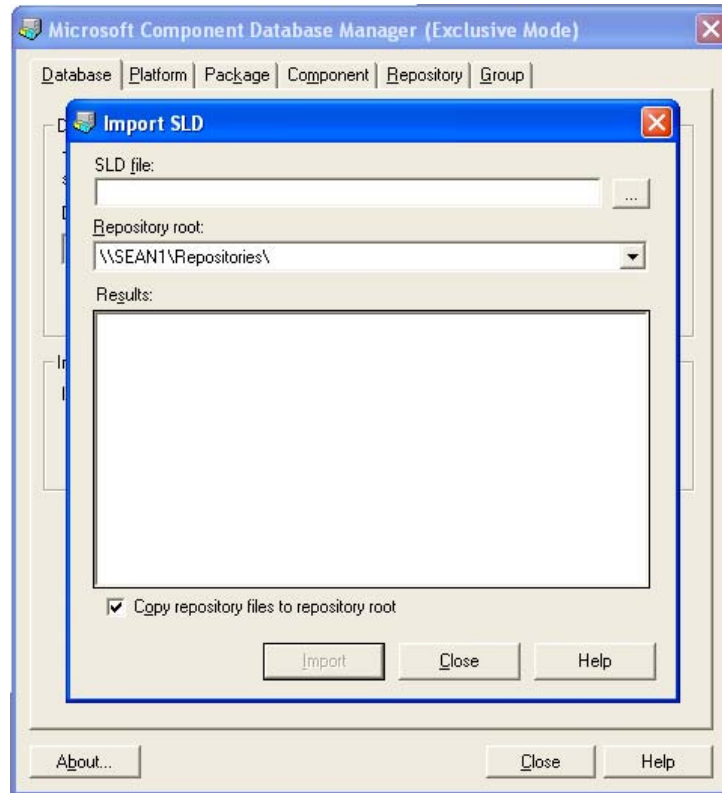 Microsoft Component Database Manager (Exclusive Mode)
Database Platform Package Component Repository Group
Import SLD
SLD file:
...
Repository root:
\\SEAN1\Repositories\
Results:
Copy repository files to repository root
Import Close Help
About... Close Help